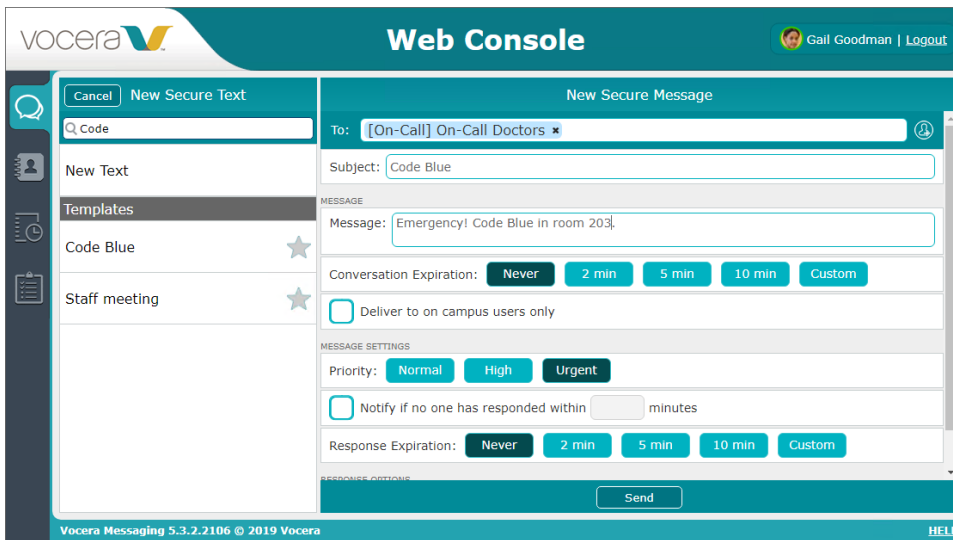 vocera
Web Console
Gail Goodman | Logout
Cancel New Secure Text
New Secure Message
Code
To: [On-Call] On-Call Doctors ×
New Text
Subject: Code Blue
MESSAGE
Templates
Message: Emergency! Code Blue in room 203.
Code Blue
Conversation Expiration: Never 2 min 5 min 10 min Custom
Staff meeting
Deliver to on campus users only
MESSAGE SETTINGS
Priority: Normal High Urgent
Notify if no one has responded within minutes
Response Expiration: Never 2 min 5 min 10 min Custom
RESPONSE OPTIONS
Send
Vocera Messaging 5.3.2.2106 © 2019 Vocera
HELP